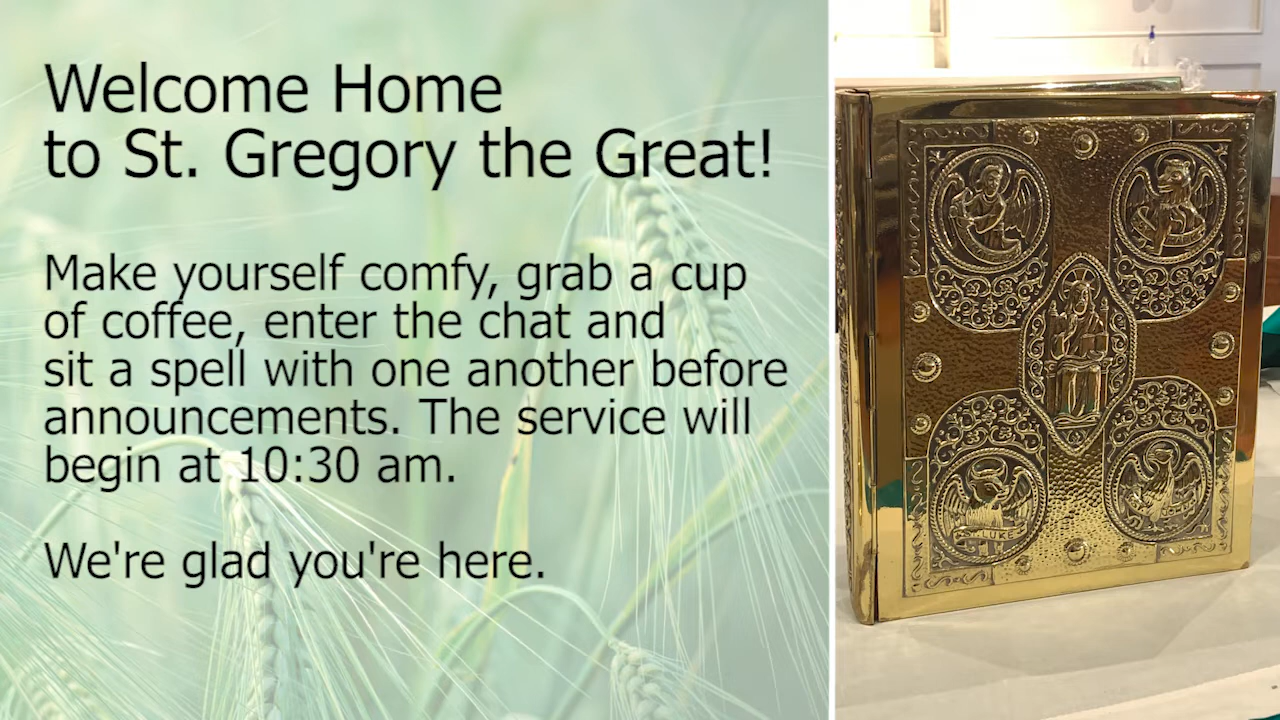 Welcome Home
to St. Gregory the Great!
Make yourself comfy, grab a cup
of coffee, enter the chat and
sit a spell with one another before
announcements. The service will
begin at 10:30 am.
We're glad you're here.
LUKE